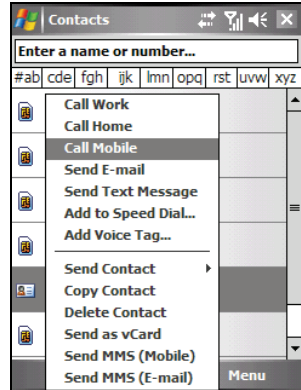 Contacts
Enter a name or number...
#ab cde fgh ijk lmn opq rst uvw xyz
Call Work
Call Home
Call Mobile
Send E-mail
Send Text Message
Add to Speed Dial...
Add Voice Tag...
Send Contact
Copy Contact
Delete Contact
Send as vCard
Send MMS (Mobile)
Send MMS (E-mail)
Menu